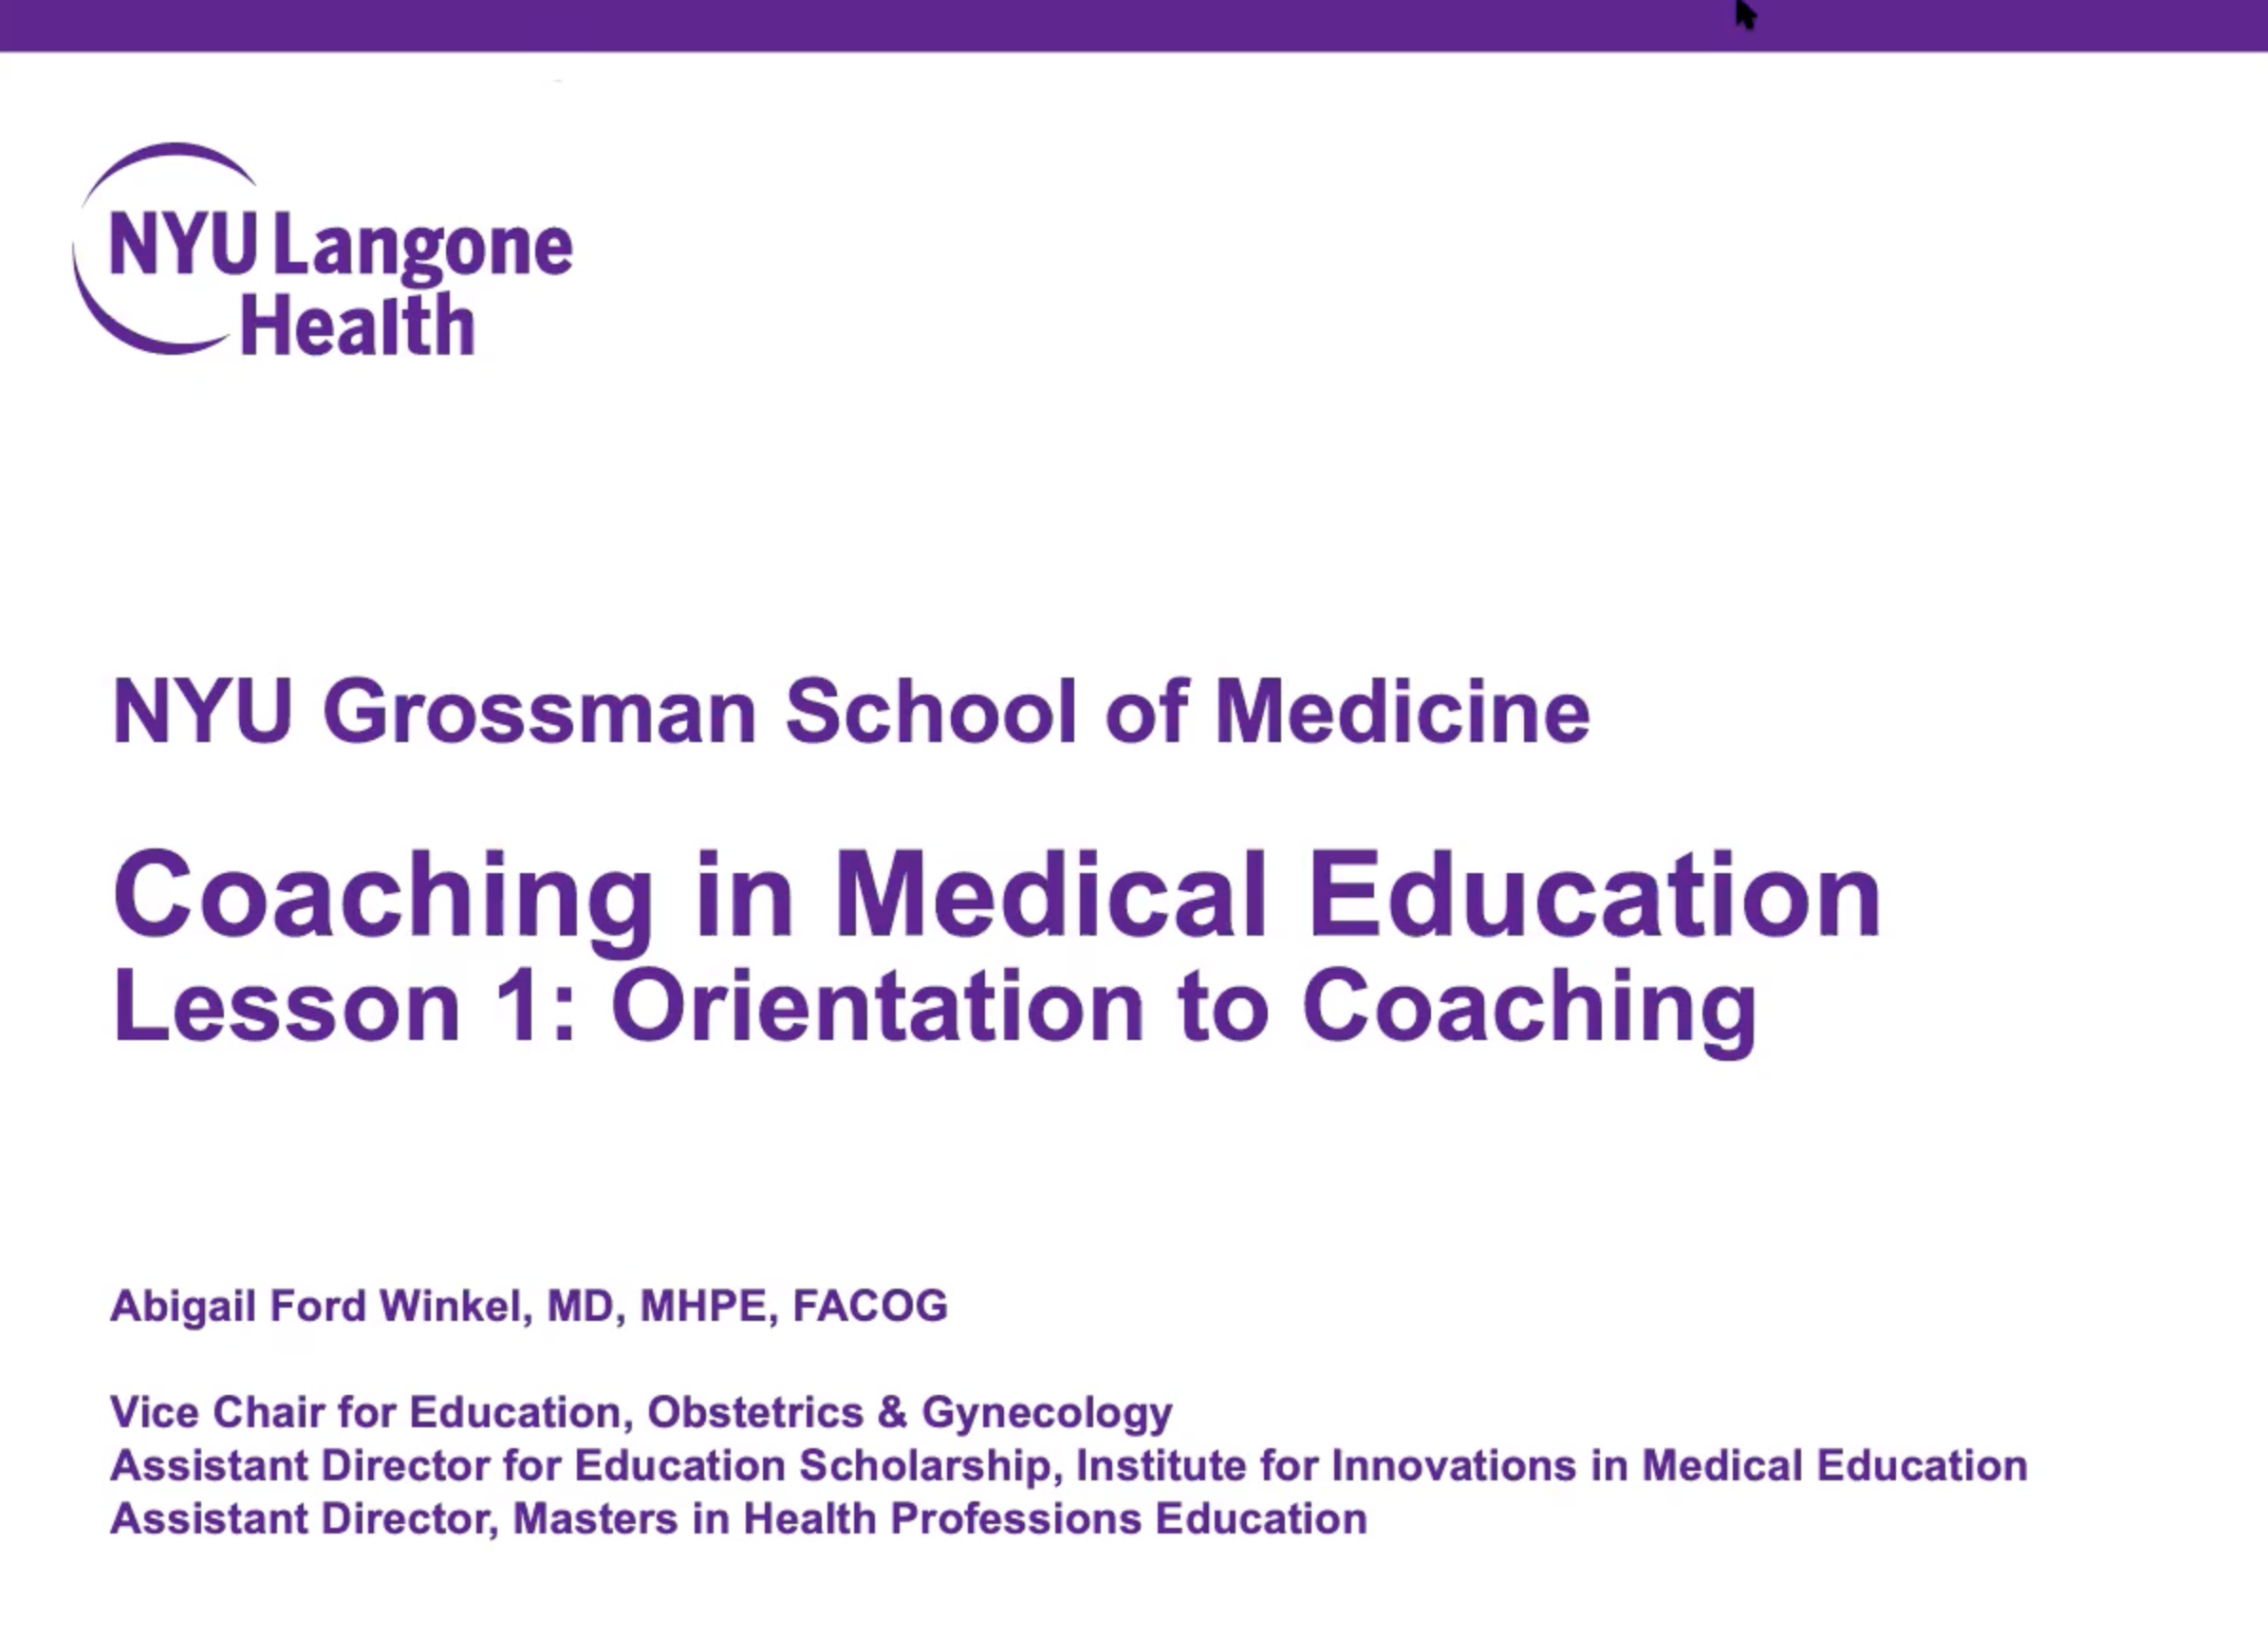 NYU Langone
Health
NYU Grossman School of Medicine
Coaching in Medical Education
Lesson 1: Orientation to Coaching
Abigail Ford Winkel, MD, MHPE, FACOG
Vice Chair for Education, Obstetrics & Gynecology
Assistant Director for Education Scholarship, Institute for Innovations in Medical Education
Assistant Director, Masters in Health Professions Education